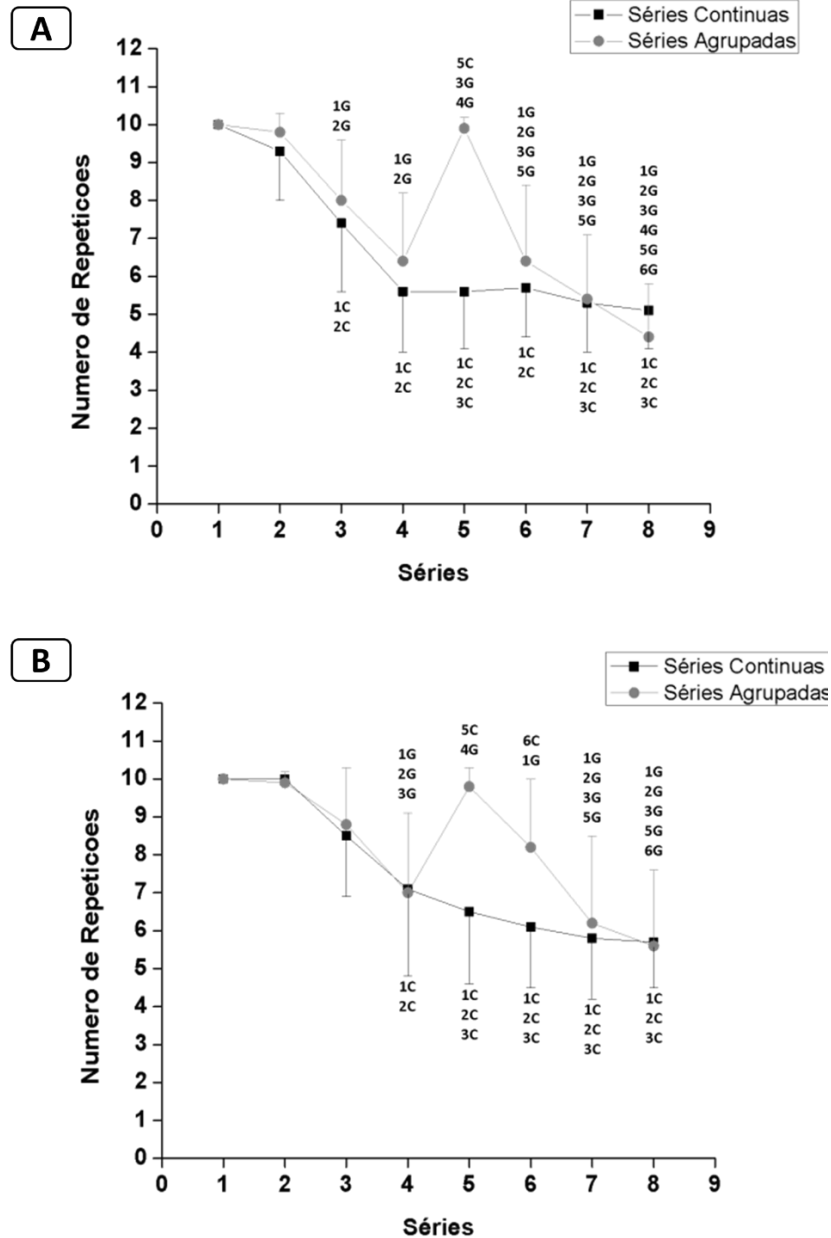 A
Séries Continuas
Séries Agrupadas
12
11
10
9
8
7
6
5
4
3
2
1
0
Numero de Repeticoes
1G
2G
1G
2G
5C
3G
4G
1G
2G
3G
5G
1G
2G
3G
5G
1G
2G
3G
4G
5G
6G
1C
2C
1C
2C
1C
2C
3C
1C
2C
1C
2C
3C
1C
2C
3C
0 1 2 3 4 5 6 7 8 9
Séries
B
Séries Continuas
Séries Agrupadas
12
11
10
9
8
7
6
5
4
3
2
1
0
Numero de Repeticoes
1G
2G
3G
5C
4G
6C
1G
1G
2G
3G
5G
1G
2G
3G
5G
6G
1C
2C
1C
2C
3C
1C
2C
3C
1C
2C
3C
1C
2C
3C
0 1 2 3 4 5 6 7 8 9
Séries